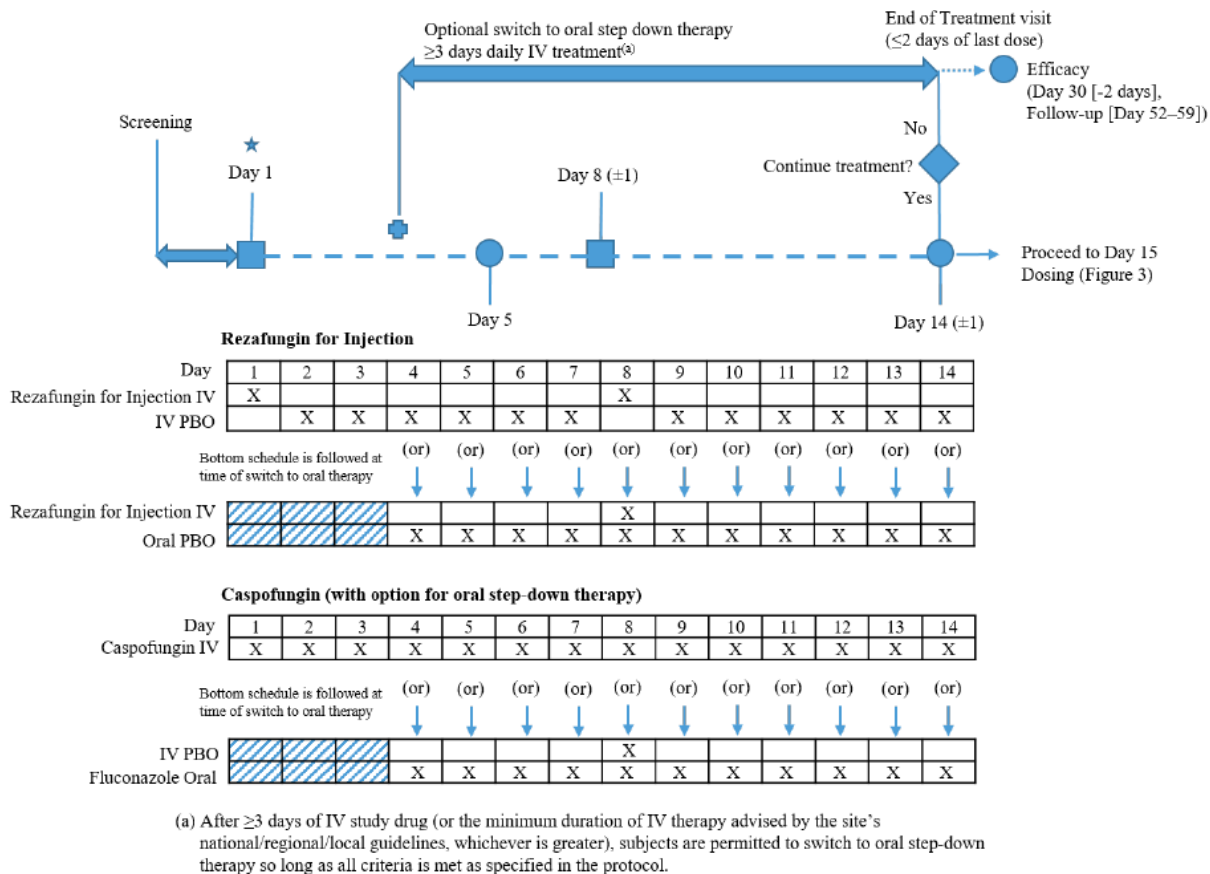 Optional switch to oral step down therapy
≥3 days daily IV treatment(a)
End of Treatment visit
(≤2 days of last dose)
Efficacy
(Day 30 [-2 days],
Follow-up [Day 52–59])
Screening
Day 1
Day 8 (±1)
No
Continue treatment?
Yes
Day 5
Day 14 (±1)
Proceed to Day 15
Dosing (Figure 3)
Rezafungin for Injection
Day 1 2 3 4 5 6 7 8 9 10 11 12 13 14
Rezafungin for Injection IV X X
IV PBO X X X X X X X X X X X X
Bottom schedule is followed at
time of switch to oral therapy
(or) (or) (or) (or) (or) (or) (or) (or) (or) (or) (or)
Rezafungin for Injection IV X
Oral PBO X X X X X X X X X X X
Caspofungin (with option for oral step-down therapy)
Day 1 2 3 4 5 6 7 8 9 10 11 12 13 14
Caspofungin IV X X X X X X X X X X X X X X
Bottom schedule is followed at
time of switch to oral therapy
(or) (or) (or) (or) (or) (or) (or) (or) (or) (or) (or)
IV PBO X
Fluconazole Oral X X X X X X X X X X X
(a) After ≥3 days of IV study drug (or the minimum duration of IV therapy advised by the site’s
national/regional/local guidelines, whichever is greater), subjects are permitted to switch to oral step-down
therapy so long as all criteria is met as specified in the protocol.